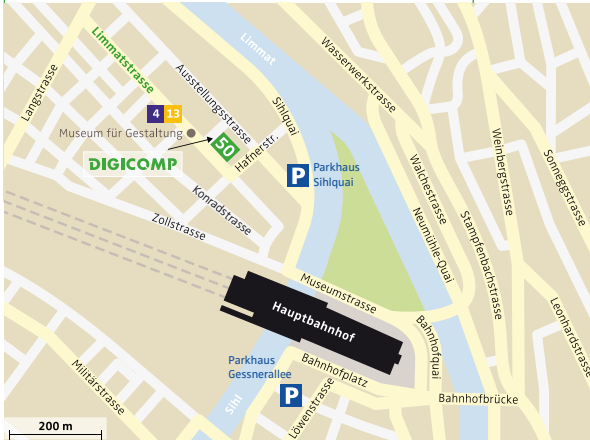 Limmat
Wasserwerkstrasse
Limmatstrasse
Langstrasse
Ausstellungsstrasse
Sihlquai
4 13
Museum für Gestaltung
50
Hafnerstr.
DIGICOMP
P Parkhaus
Sihlquai
Walchestrasse
Weinbergstrasse
Sonneggstrasse
Konradstrasse
Zollstrasse
Neumühle-Quai
Stampfenbachstrasse
Museumstrasse
Hauptbahnhof
Leonhardstrasse
Bahnhofquai
Parkhaus
Gessnerallee
P
Bahnhofplatz
Militärstrasse
Sihl
Löwenstrasse
Bahnhofbrücke
200 m